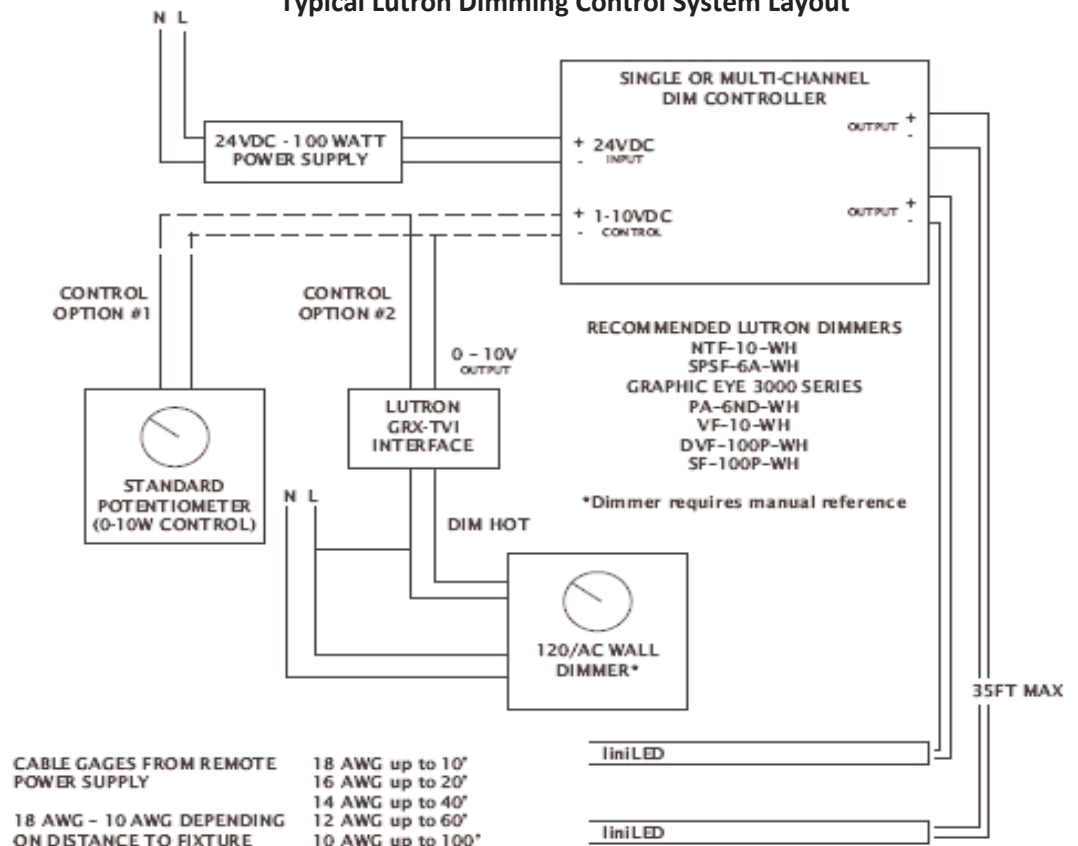 Typical Lutron Dimming Control System Layout
N L
24VDC - 100 WATT
POWER SUPPLY
SINGLE OR MULTI-CHANNEL
DIM CONTROLLER
+ 24VDC
- INPUT
OUTPUT +
-
+ 1-10VDC
- CONTROL
OUTPUT +
-
CONTROL
OPTION #1
CONTROL
OPTION #2
0 - 10V
OUTPUT
LUTRON
GRX-TVI
INTERFACE
STANDARD
POTENTIOMETER
(0-10W CONTROL)
RECOMMENDED LUTRON DIMMERS
NTF-10-WH
SPSF-6A-WH
GRAPHIC EYE 3000 SERIES
PA-6ND-WH
VF-10-WH
DVF-100P-WH
SF-100P-WH
*Dimmer requires manual reference
N L
DIM HOT
120/AC WALL
DIMMER*
35FT MAX
CABLE GAGES FROM REMOTE
POWER SUPPLY
18 AWG - 10 AWG DEPENDING
ON DISTANCE TO FIXTURE
18 AWG up to 10"
16 AWG up to 20"
14 AWG up to 40"
12 AWG up to 60"
10 AWG up to 100"
liniLED
liniLED